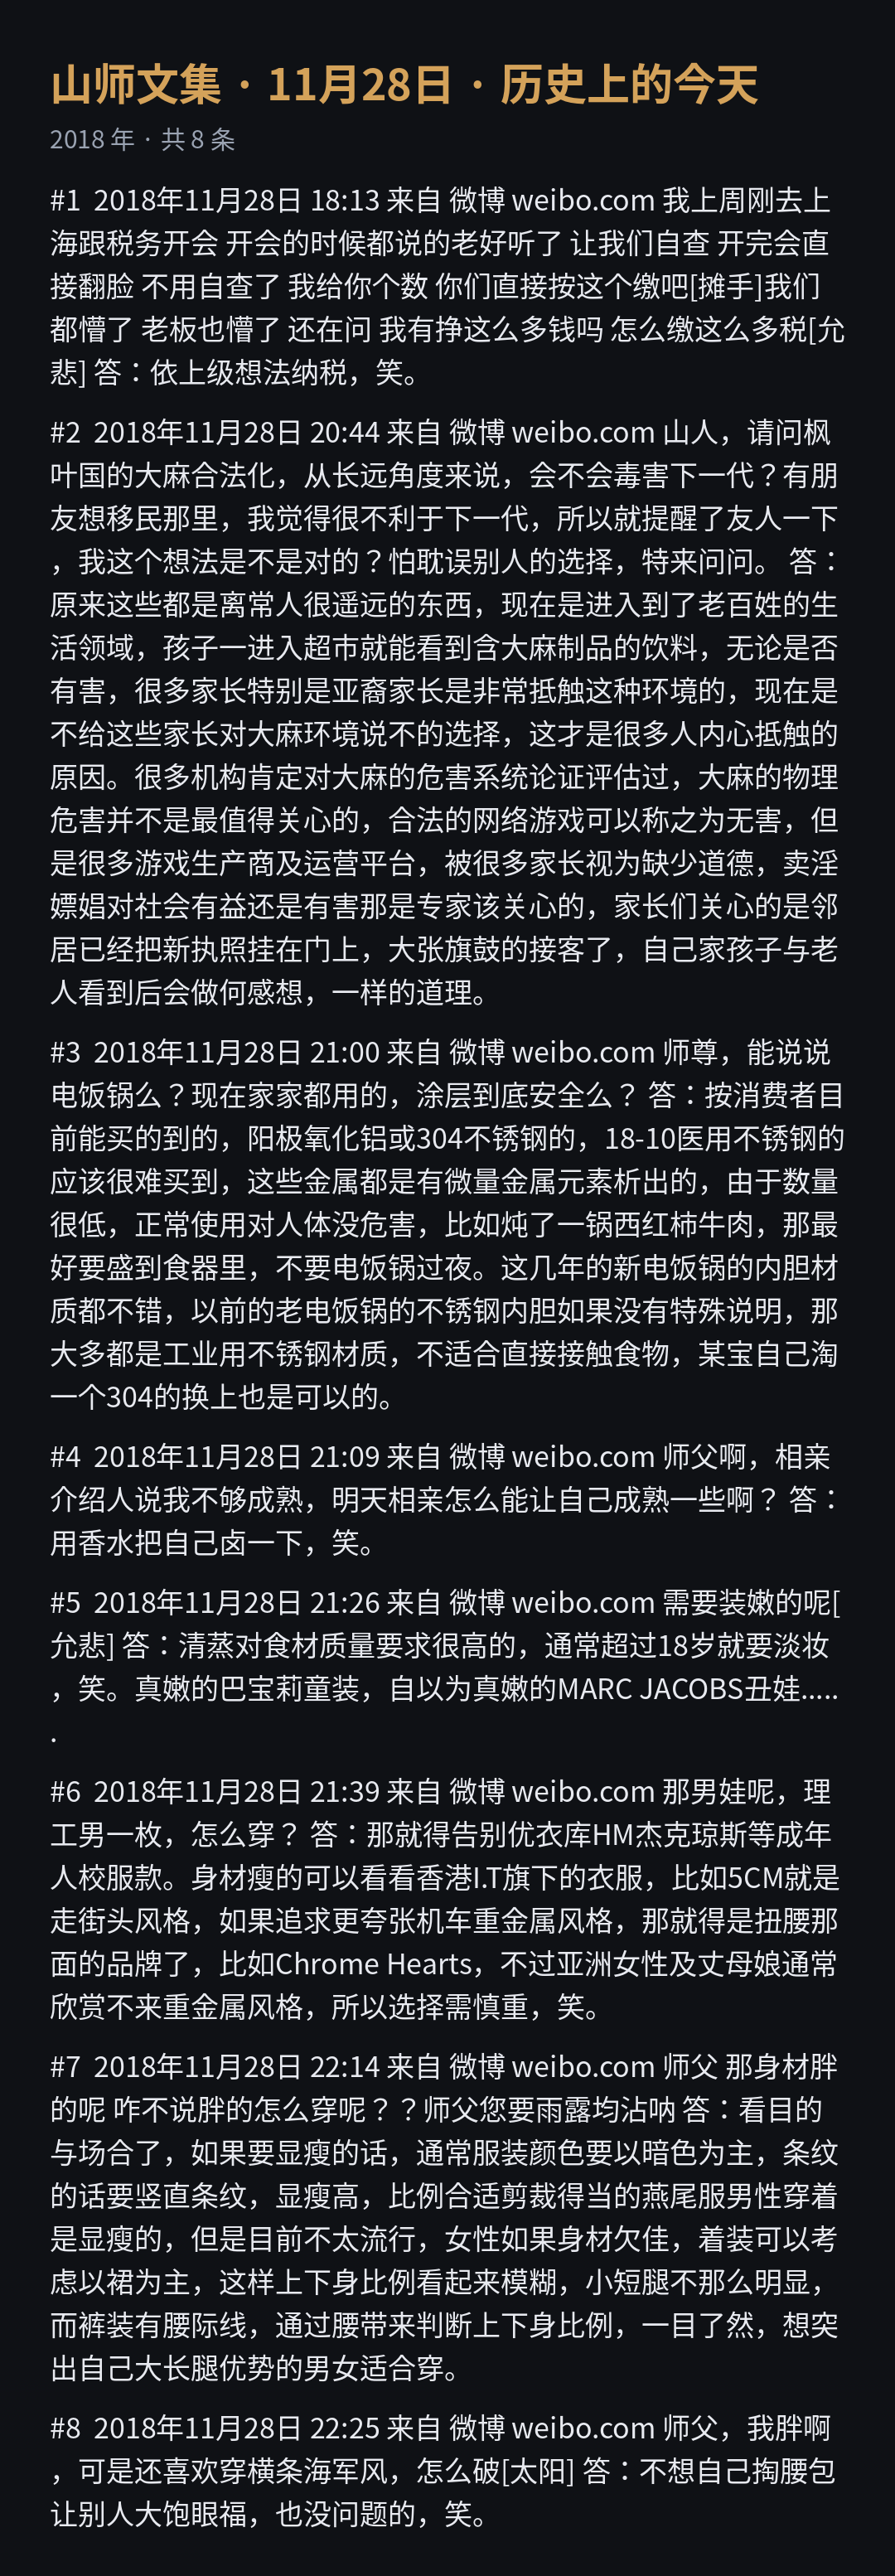 山师文集 · 11月28日 · 历史上的今天
2018 年 · 共 8 条
#1 2018年11月28日 18:13 来自 微博 weibo.com 我上周刚去上
海跟税务开会 开会的时候都说的老好听了 让我们自查 开完会直
接翻脸 不用自查了 我给你个数 你们直接按这个缴吧[摊手]我们
都懵了 老板也懵了 还在问 我有挣这么多钱吗 怎么缴这么多税[允
悲] 答：依上级想法纳税，笑。
#2 2018年11月28日 20:44 来自 微博 weibo.com 山人，请问枫
叶国的大麻合法化，从长远角度来说，会不会毒害下一代？有朋
友想移民那里，我觉得很不利于下一代，所以就提醒了友人一下
，我这个想法是不是对的？怕耽误别人的选择，特来问问。 答：
原来这些都是离常人很遥远的东西，现在是进入到了老百姓的生
活领域，孩子一进入超市就能看到含大麻制品的饮料，无论是否
有害，很多家长特别是亚裔家长是非常抵触这种环境的，现在是
不给这些家长对大麻环境说不的选择，这才是很多人内心抵触的
原因。很多机构肯定对大麻的危害系统论证评估过，大麻的物理
危害并不是最值得关心的，合法的网络游戏可以称之为无害，但
是很多游戏生产商及运营平台，被很多家长视为缺少道德，卖淫
嫖娼对社会有益还是有害那是专家该关心的，家长们关心的是邻
居已经把新执照挂在门上，大张旗鼓的接客了，自己家孩子与老
人看到后会做何感想，一样的道理。
#3 2018年11月28日 21:00 来自 微博 weibo.com 师尊，能说说
电饭锅么？现在家家都用的，涂层到底安全么？ 答：按消费者目
前能买的到的，阳极氧化铝或304不锈钢的，18-10医用不锈钢的
应该很难买到，这些金属都是有微量金属元素析出的，由于数量
很低，正常使用对人体没危害，比如炖了一锅西红柿牛肉，那最
好要盛到食器里，不要电饭锅过夜。这几年的新电饭锅的内胆材
质都不错，以前的老电饭锅的不锈钢内胆如果没有特殊说明，那
大多都是工业用不锈钢材质，不适合直接接触食物，某宝自己淘
一个304的换上也是可以的。
#4 2018年11月28日 21:09 来自 微博 weibo.com 师父啊，相亲
介绍人说我不够成熟，明天相亲怎么能让自己成熟一些啊？ 答：
用香水把自己卤一下，笑。
#5 2018年11月28日 21:26 来自 微博 weibo.com 需要装嫩的呢[
允悲] 答：清蒸对食材质量要求很高的，通常超过18岁就要淡妆
，笑。真嫩的巴宝莉童装，自以为真嫩的MARC JACOBS丑娃.....
.
#6 2018年11月28日 21:39 来自 微博 weibo.com 那男娃呢，理
工男一枚，怎么穿？ 答：那就得告别优衣库HM杰克琼斯等成年
人校服款。身材瘦的可以看看香港I.T旗下的衣服，比如5CM就是
走街头风格，如果追求更夸张机车重金属风格，那就得是扭腰那
面的品牌了，比如Chrome Hearts，不过亚洲女性及丈母娘通常
欣赏不来重金属风格，所以选择需慎重，笑。
#7 2018年11月28日 22:14 来自 微博 weibo.com 师父 那身材胖
的呢 咋不说胖的怎么穿呢？？师父您要雨露均沾呐 答：看目的
与场合了，如果要显瘦的话，通常服装颜色要以暗色为主，条纹
的话要竖直条纹，显瘦高，比例合适剪裁得当的燕尾服男性穿着
是显瘦的，但是目前不太流行，女性如果身材欠佳，着装可以考
虑以裙为主，这样上下身比例看起来模糊，小短腿不那么明显，
而裤装有腰际线，通过腰带来判断上下身比例，一目了然，想突
出自己大长腿优势的男女适合穿。
#8 2018年11月28日 22:25 来自 微博 weibo.com 师父，我胖啊
，可是还喜欢穿横条海军风，怎么破[太阳] 答：不想自己掏腰包
让别人大饱眼福，也没问题的，笑。